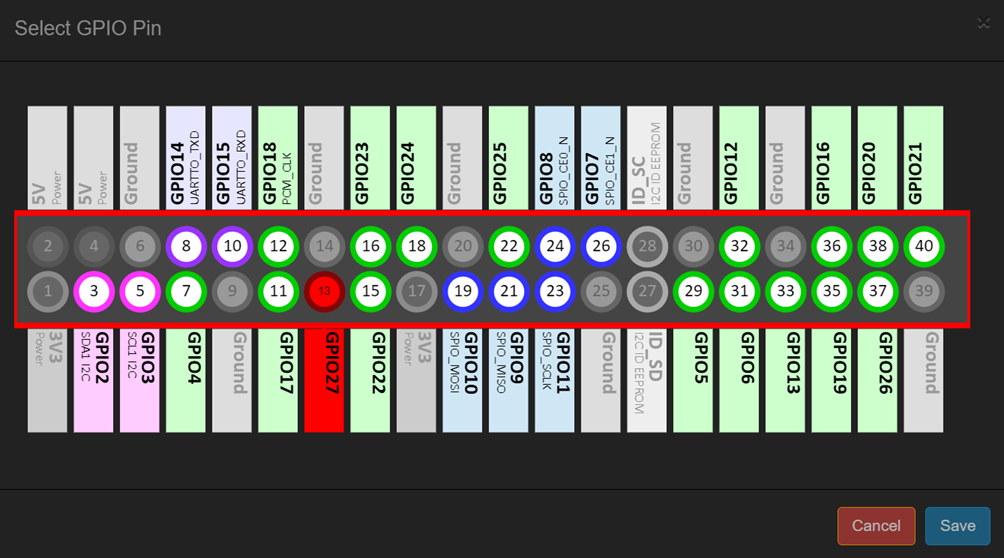 Select GPIO Pin
×
5V
Power
5V
Power
Ground
GPIO14
UARTTO_TXD
GPIO15
UARTTO_RXD
GPIO18
PCM_CLK
Ground
GPIO23
GPIO24
Ground
GPIO25
GPIO8
SPIO_CE0_N
GPIO7
SPIO_CE1_N
ID_SC
I2C ID EEPROM
Ground
GPIO12
Ground
GPIO16
GPIO20
GPIO21
2 4 6 8 10 12 14 16 18 20 22 24 26 28 30 32 34 36 38 40
1 3 5 7 9 11 13 15 17 19 21 23 25 27 29 31 33 35 37 39
3V3
Power
GPIO2
SDA1 I2C
GPIO3
SCL1 I2C
GPIO4
Ground
GPIO17
GPIO27
GPIO22
3V3
Power
GPIO10
SPIO_MOSI
GPIO9
SPIO_MISO
GPIO11
SPIO_SCLK
Ground
ID_SD
I2C ID EEPROM
GPIO5
GPIO6
GPIO13
GPIO19
GPIO26
Ground
Cancel
Save